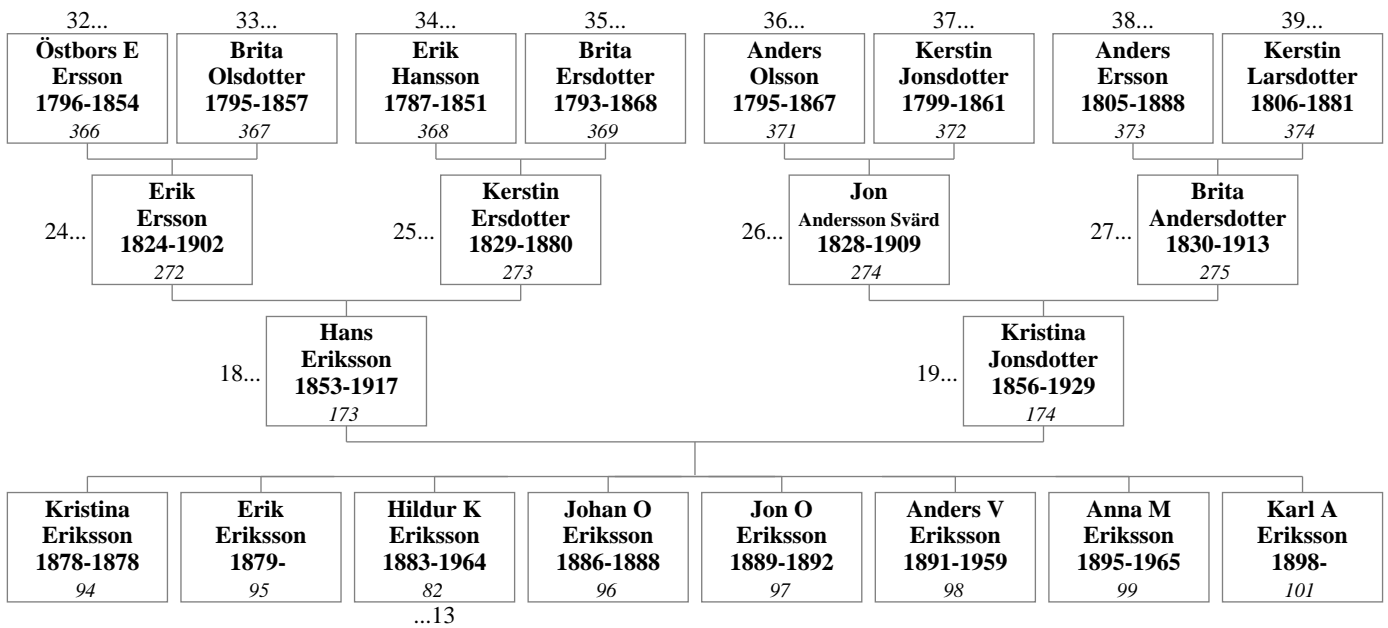 32...
33...
34...
35...
36...
37...
38...
39...
Östbors E
Ersson
1796-1854
366
Brita
Olsdotter
1795-1857
367
Erik
Hansson
1787-1851
368
Brita
Ersdotter
1793-1868
369
Anders
Olsson
1795-1867
371
Kerstin
Jonsdotter
1799-1861
372
Anders
Ersson
1805-1888
373
Kerstin
Larsdotter
1806-1881
374
24...
Erik
Ersson
1824-1902
272
25...
Kerstin
Ersdotter
1829-1880
273
26...
Jon
Andersson Svärd
1828-1909
274
27...
Brita
Andersdotter
1830-1913
275
18...
Hans
Eriksson
1853-1917
173
19...
Kristina
Jonsdotter
1856-1929
174
Kristina
Eriksson
1878-1878
94
Erik
Eriksson
1879-
95
Hildur K
Eriksson
1883-1964
82
...13
Johan O
Eriksson
1886-1888
96
Jon O
Eriksson
1889-1892
97
Anders V
Eriksson
1891-1959
98
Anna M
Eriksson
1895-1965
99
Karl A
Eriksson
1898-
101